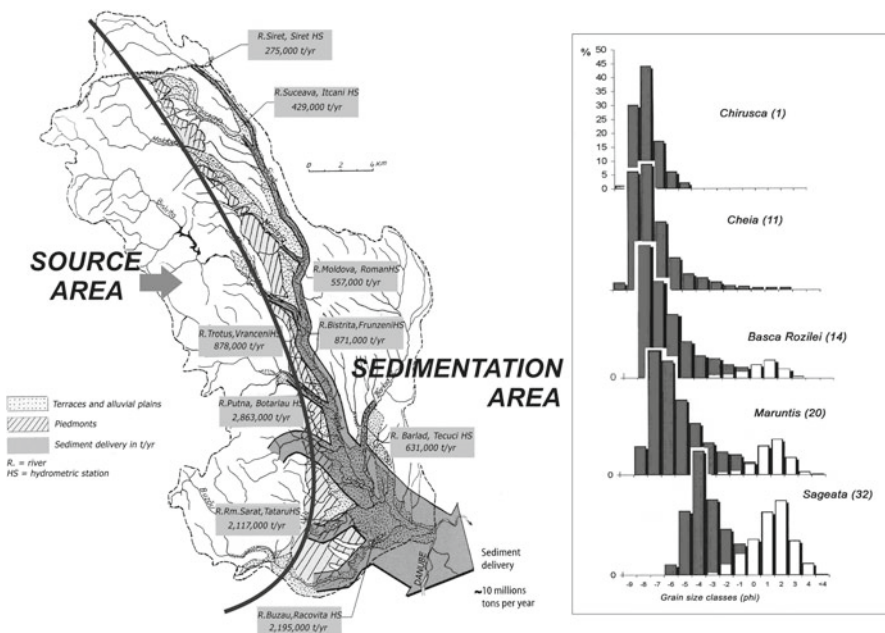 R.Siret, Siret HS
275,000 t/yr
R.Suceava, Itcani HS
429,000 t/yr
0 2 4 KM
SOURCE
AREA
R.Moldova, RomanHS
557,000 t/yr
R.Trotus,VranceniHS
878,000 t/yr
R.Bistrita,FrunzeniHS
871,000 t/yr
SEDIMENTATION
AREA
R.Putna, Botarlau HS
2,863,000 t/yr
R. Barlad, Tecuci HS
631,000 t/yr
R.Rm.Sarat,TataruHS
2,117,000 t/yr
R.Buzau,Racovita HS
2,195,000 t/yr
DANUBE
Sediment
delivery
~10 millions
tons per year
Terraces and alluvial plains
Piedmonts
Sediment delivery in t/yr
R. = river
HS = hydrometric station
%
50
45
40
35
30
25
20
15
10
5
0
Chirusca (1)
Cheia (11)
Basca Rozilei (14)
0
Maruntis (20)
0
Sageata (32)
0
-9 -8 -7 -6 -5 -4 -3 -2 -1 0 1 2 3 4 <4
Grain size classes (phi)